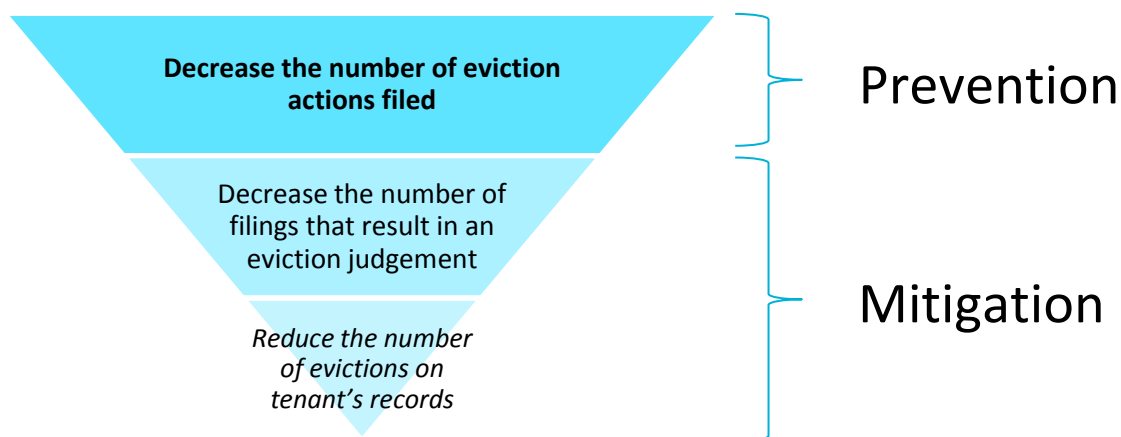 Decrease the number of eviction
actions filed
Prevention
Decrease the number of
filings that result in an
eviction judgement
Mitigation
Reduce the number
of evictions on
tenant’s records